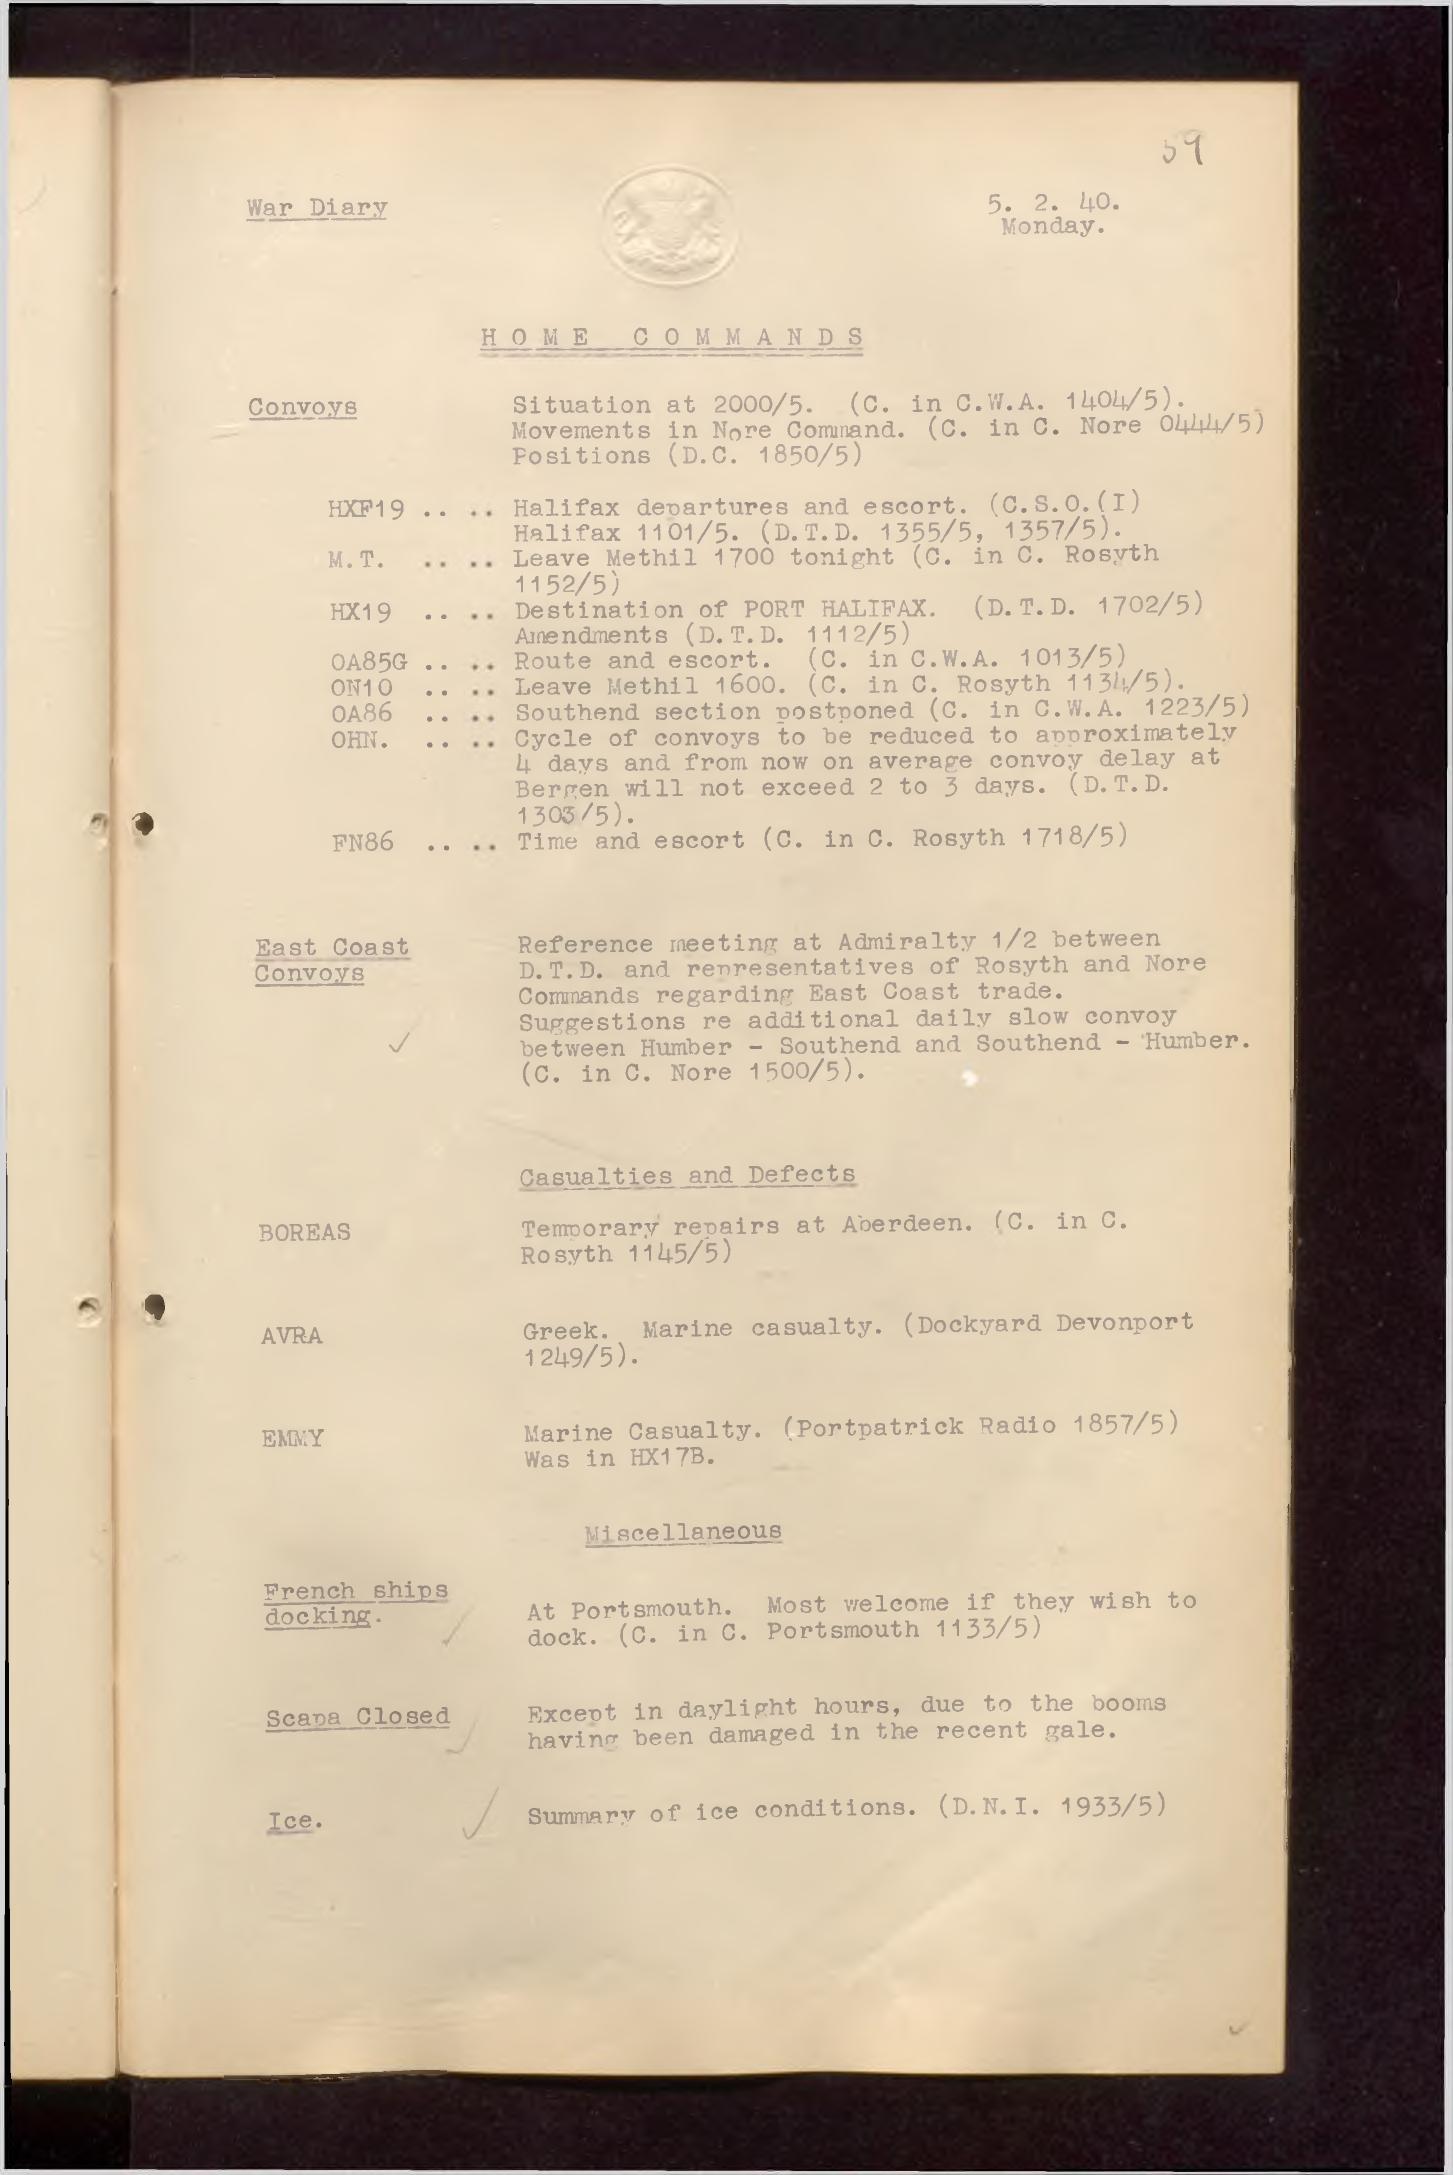 59
War Diary
5. 2. 40.
Monday.
HOME COMMANDS
Convoys Situation at 2000/5. (C. in C.W.A. 1404/5).
Movements in Nore Command. (C. in C. Nore 0444/5)
Positions (D.C. 1850/5)
HXF19 .. .. Halifax departures and escort. (C.S.O.(I)
Halifax 1101/5. (D.T.D. 1355/5, 1357/5).
M.T. .. .. Leave Methil 1700 tonight (C. in C. Rosyth
1152/5)
HX19 .. .. Destination of PORT HALIFAX. (D.T.D. 1702/5)
Amendments (D.T.D. 1112/5)
OA85G .. .. Route and escort. (C. in C.W.A. 1013/5)
ON10 .. .. Leave Methil 1600. (C. in C. Rosyth 1134/5).
OA86 .. .. Southend section postponed (C. in C.W.A. 1223/5)
OHN. .. .. Cycle of convoys to be reduced to approximately
4 days and from now on average convoy delay at
Bergen will not exceed 2 to 3 days. (D.T.D.
1303/5).
FN86 .. .. Time and escort (C. in C. Rosyth 1718/5)
East Coast Reference meeting at Admiralty 1/2 between
Convoys D.T.D. and representatives of Rosyth and Nore
Commands regarding East Coast trade.
Suggestions re additional daily slow convoy
between Humber - Southend and Southend - Humber.
(C. in C. Nore 1500/5).
Casualties and Defects
BOREAS Temporary repairs at Aberdeen. (C. in C.
Rosyth 1145/5)
AVRA Greek. Marine casualty. (Dockyard Devonport
1249/5).
EMMY Marine Casualty. (Portpatrick Radio 1857/5)
Was in HX17B.
Miscellaneous
French ships At Portsmouth. Most welcome if they wish to
docking. dock. (C. in C. Portsmouth 1133/5)
Scapa Closed Except in daylight hours, due to the booms
having been damaged in the recent gale.
Ice. Summary of ice conditions. (D.N.I. 1933/5)